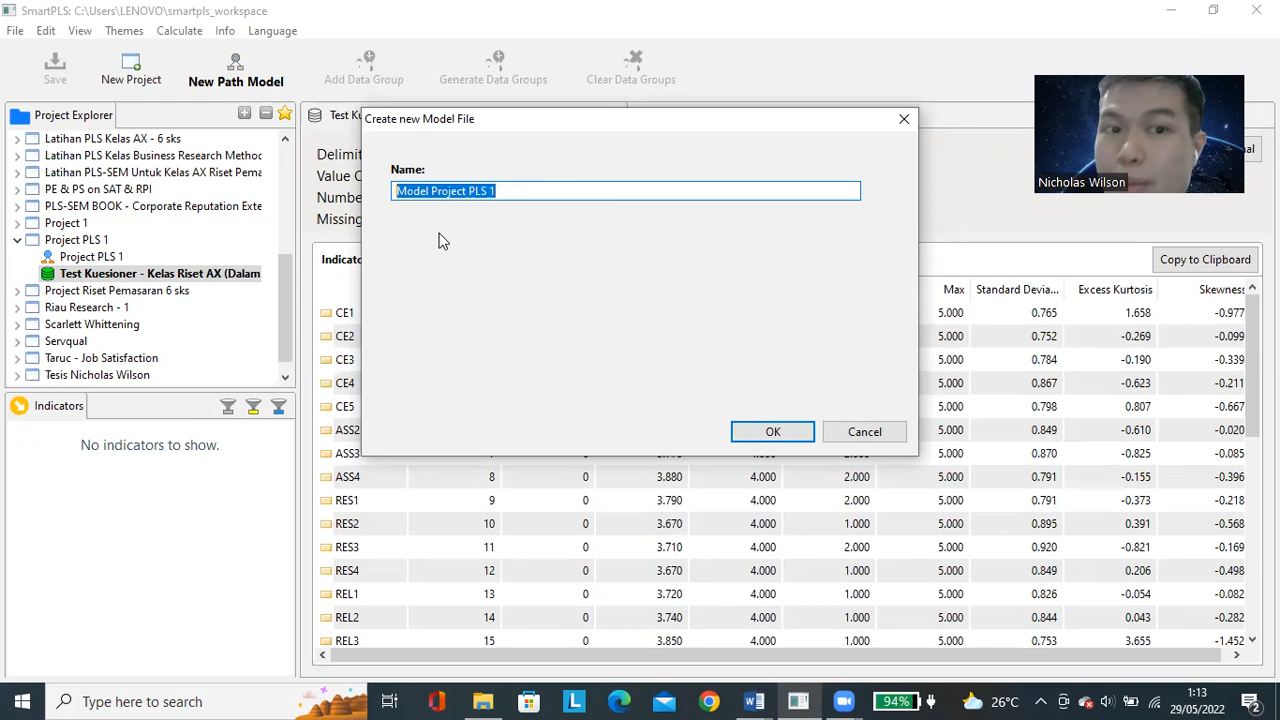 SmartPLS: C:\Users\LENOVO\smartpls_workspace
File Edit View Themes Calculate Info Language
Save New Project New Path Model Add Data Group Generate Data Groups Clear Data Groups
Project Explorer
Latihan PLS Kelas AX - 6 sks
Latihan PLS Kelas Business Research Method
Latihan PLS-SEM Untuk Kelas AX Riset Pema
PE & PS on SAT & RPI
PLS-SEM BOOK - Corporate Reputation Exte
Project 1
Project PLS 1
Project PLS 1
Test Kuesioner - Kelas Riset AX (Dalam
Project Riset Pemasaran 6 sks
Riau Research - 1
Scarlett Whittening
Servqual
Taruc - Job Satisfaction
Tesis Nicholas Wilson
Indicators
No indicators to show.
Test Ku
Delimit
Value C
Numbe
Missing
al
Create new Model File
Name:
Model Project PLS 1
OK Cancel
Nicholas Wilson
Indicato
Copy to Clipboard
Max Standard Devia... Excess Kurtosis Skewness
CE1 5.000 0.765 1.658 -0.977
CE2 5.000 0.752 -0.269 -0.099
CE3 5.000 0.784 -0.190 -0.339
CE4 5.000 0.867 -0.623 -0.211
CE5 5.000 0.798 0.807 -0.667
ASS2 5.000 0.849 -0.610 -0.020
ASS3 5.000 0.870 -0.825 -0.085
ASS4 8 0 3.880 4.000 2.000 5.000 0.791 -0.155 -0.396
RES1 9 0 3.790 4.000 2.000 5.000 0.791 -0.373 -0.218
RES2 10 0 3.670 4.000 1.000 5.000 0.895 0.391 -0.568
RES3 11 0 3.710 4.000 2.000 5.000 0.920 -0.821 -0.169
RES4 12 0 3.670 4.000 1.000 5.000 0.849 0.206 -0.498
REL1 13 0 3.720 4.000 2.000 5.000 0.826 -0.054 -0.082
REL2 14 0 3.740 4.000 1.000 5.000 0.844 0.043 -0.282
REL3 15 0 3.850 4.000 1.000 5.000 0.753 3.655 -1.452
Type here to search
94%
26°C
1:13
29/05/2022
2